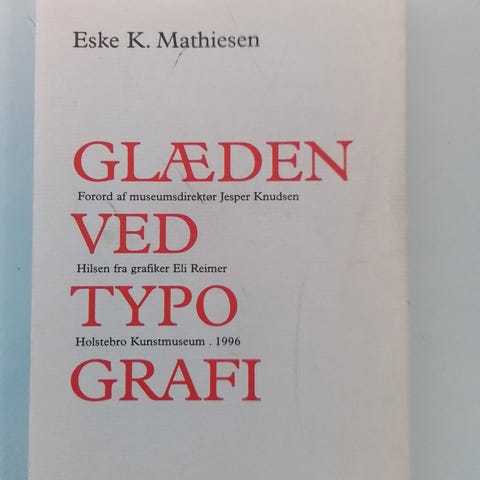 Eske K. Mathiesen
GLÆDEN
Forord af museumsdirektør Jesper Knudsen
VED
Hilsen fra grafiker Eli Reimer
TYPO
Holstebro Kunstmuseum . 1996
GRAFI